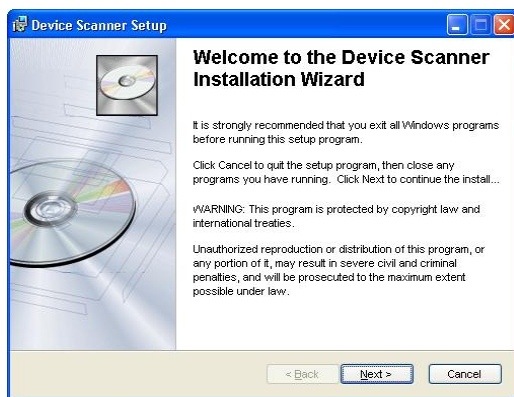 Device Scanner Setup
Welcome to the Device Scanner
Installation Wizard
It is strongly recommended that you exit all Windows programs
before running this setup program.
Click Cancel to quit the setup program, then close any
programs you have running. Click Next to continue the install...
WARNING: This program is protected by copyright law and
international treaties.
Unauthorized reproduction or distribution of this program, or
any portion of it, may result in severe civil and criminal
penalties, and will be prosecuted to the maximum extent
possible under law.
< Back Next > Cancel